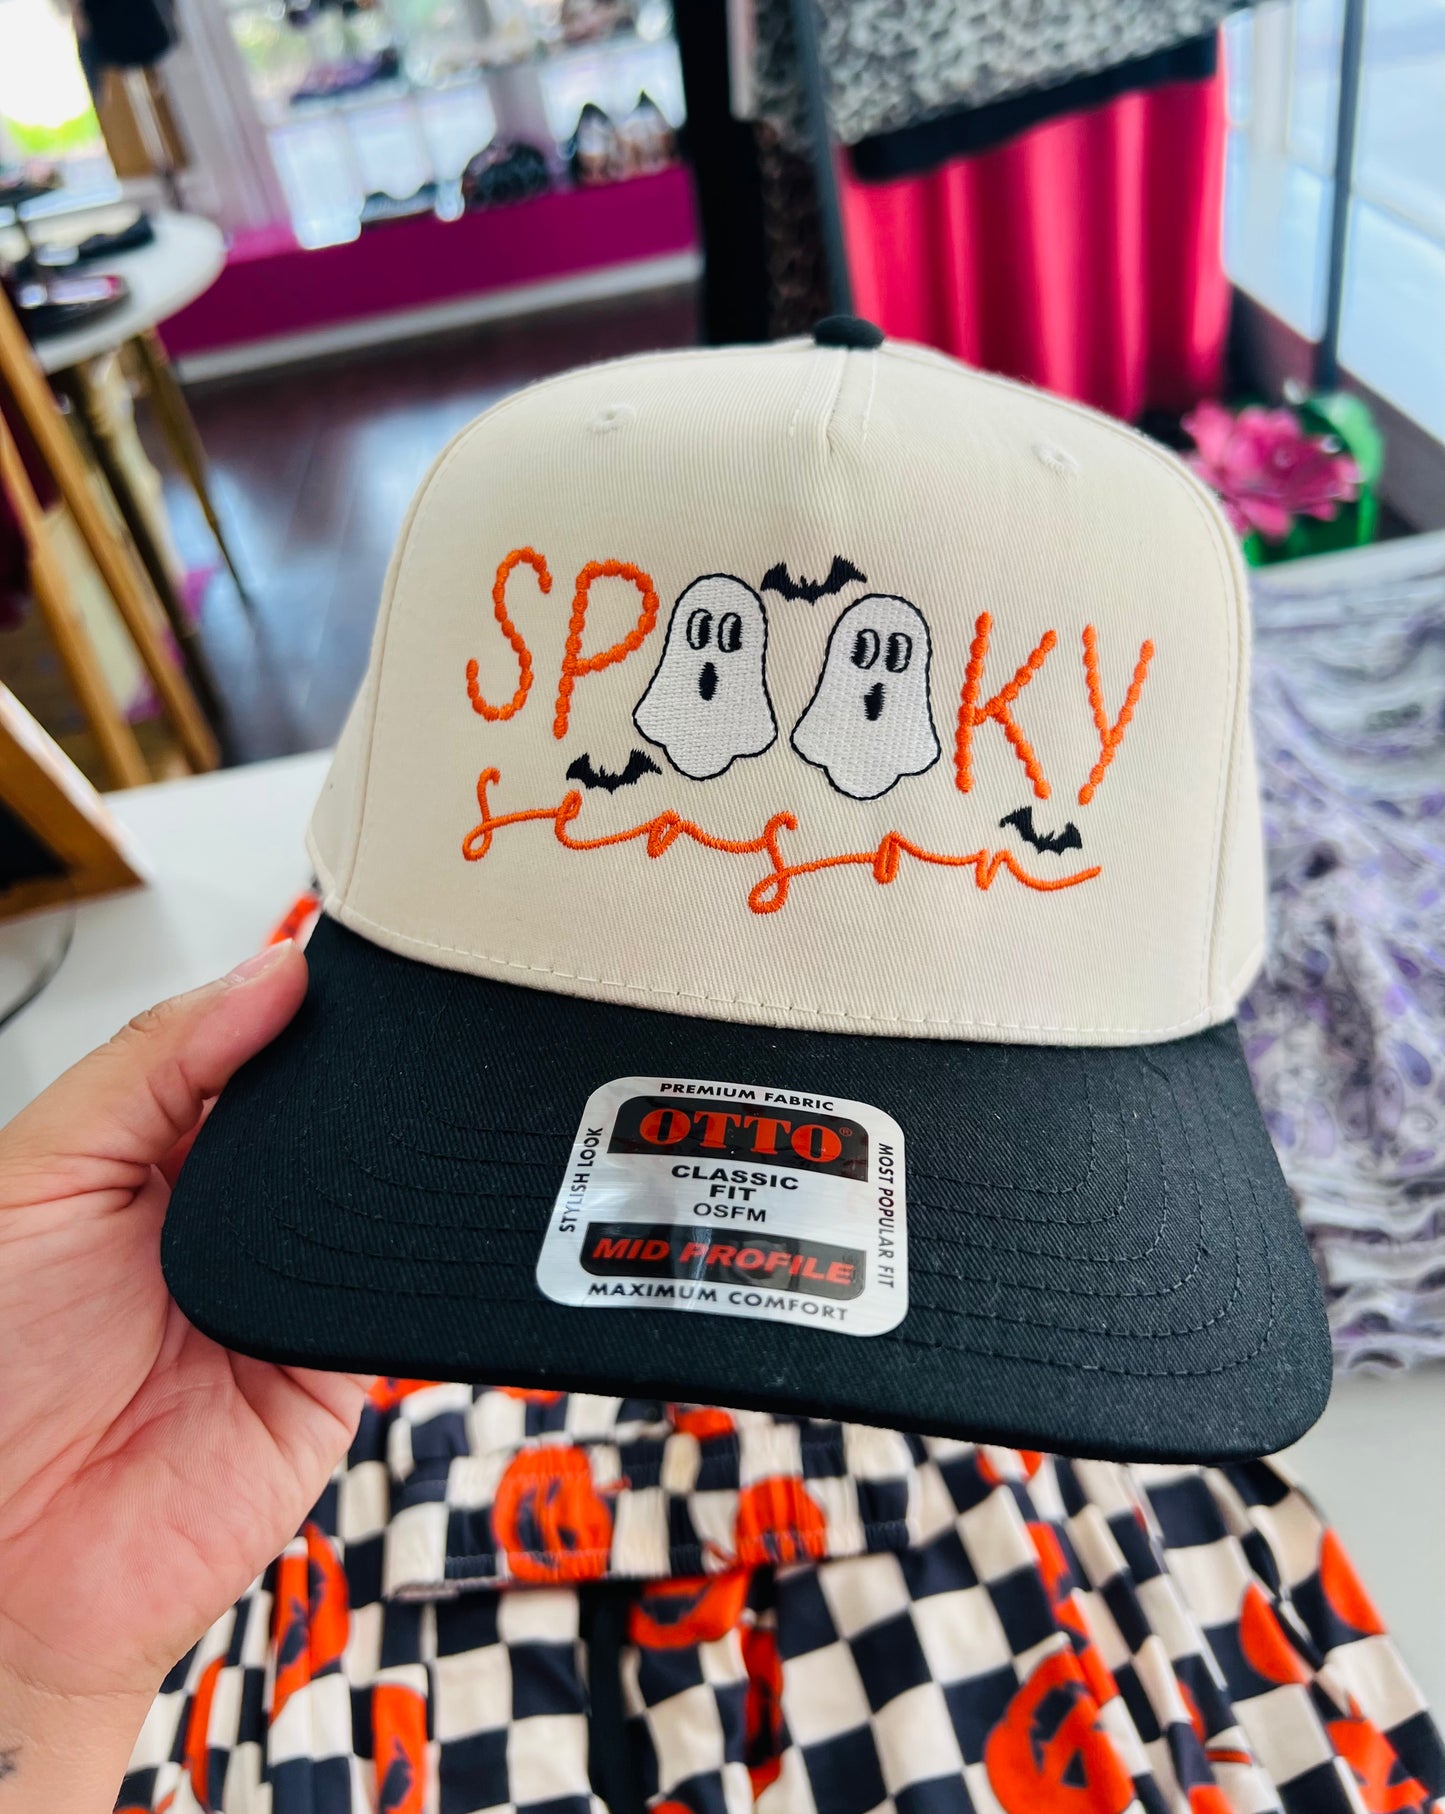 SPOOKY
season
PREMIUM FABRIC
OTTO®
STYLISH LOOK
CLASSIC
FIT
OSFM
MOST POPULAR FIT
MID PROFILE
MAXIMUM COMFORT